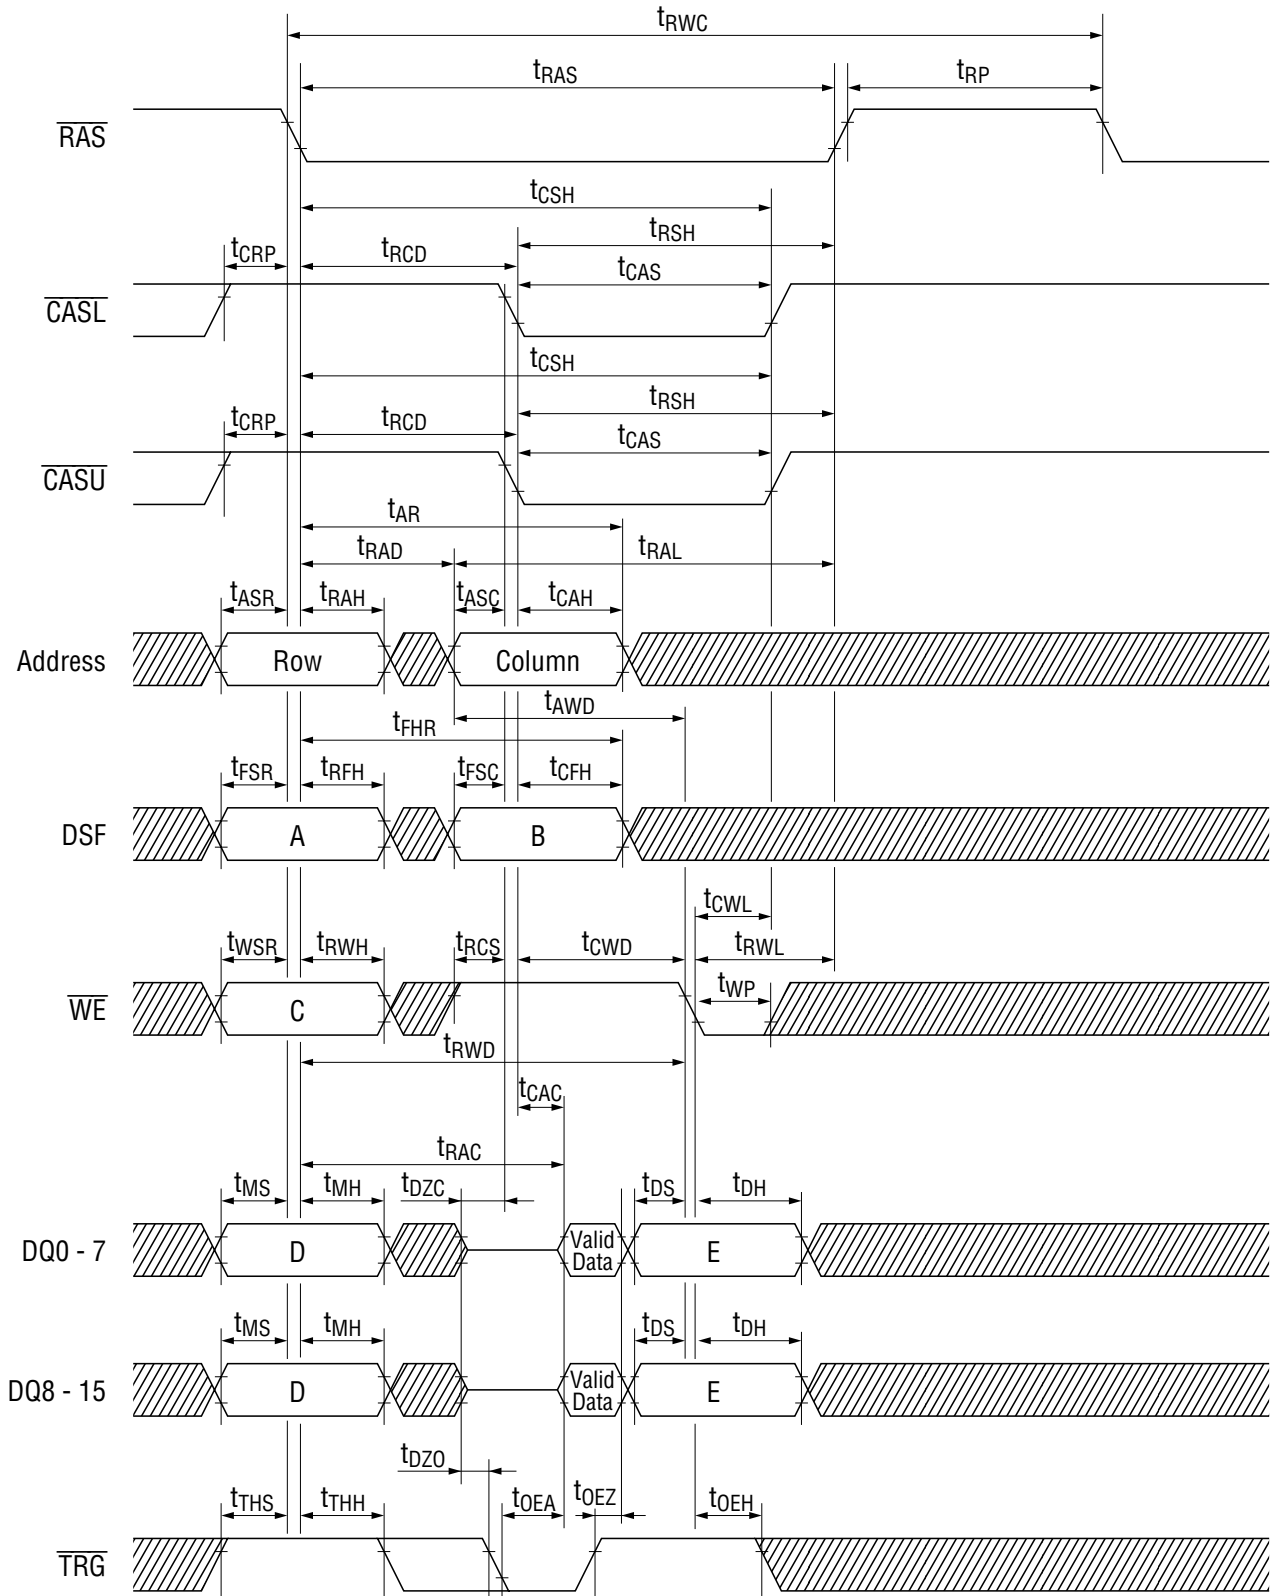 tRWC
tRAS tRP
RAS
tCSH
tRSH
tCRP tRCD tCAS
CASL
tCSH
tRSH
tCRP tRCD tCAS
CASU
tAR
tRAD tRAL
tASR tRAH tASC tCAH
Address Row Column
tAWD
tFHR
tFSR tRFH tFSC tCFH
DSF A B
tCWL
tWSR tRWH tRCS tCWD tRWL
tWP
WE C
tRWD
tCAC
tRAC
tMS tMH tDZC tDS tDH
DQ0 - 7 D Valid Data E
tMS tMH tDS tDH
DQ8 - 15 D Valid Data E
tDZO
tTHS tTHH tOEA tOEZ tOEH
TRG